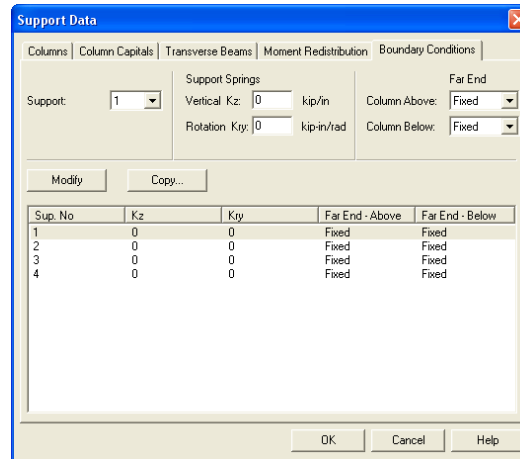 Support Data
Columns Column Capitals Transverse Beams Moment Redistribution Boundary Conditions
Support Springs Far End
Support: 1 Vertical Kz: 0 kip/in Column Above: Fixed
Rotation Kry: 0 kip-in/rad Column Below: Fixed
Modify Copy...
Sup. No Kz Kry Far End - Above Far End - Below
1 0 0 Fixed Fixed
2 0 0 Fixed Fixed
3 0 0 Fixed Fixed
4 0 0 Fixed Fixed
OK Cancel Help